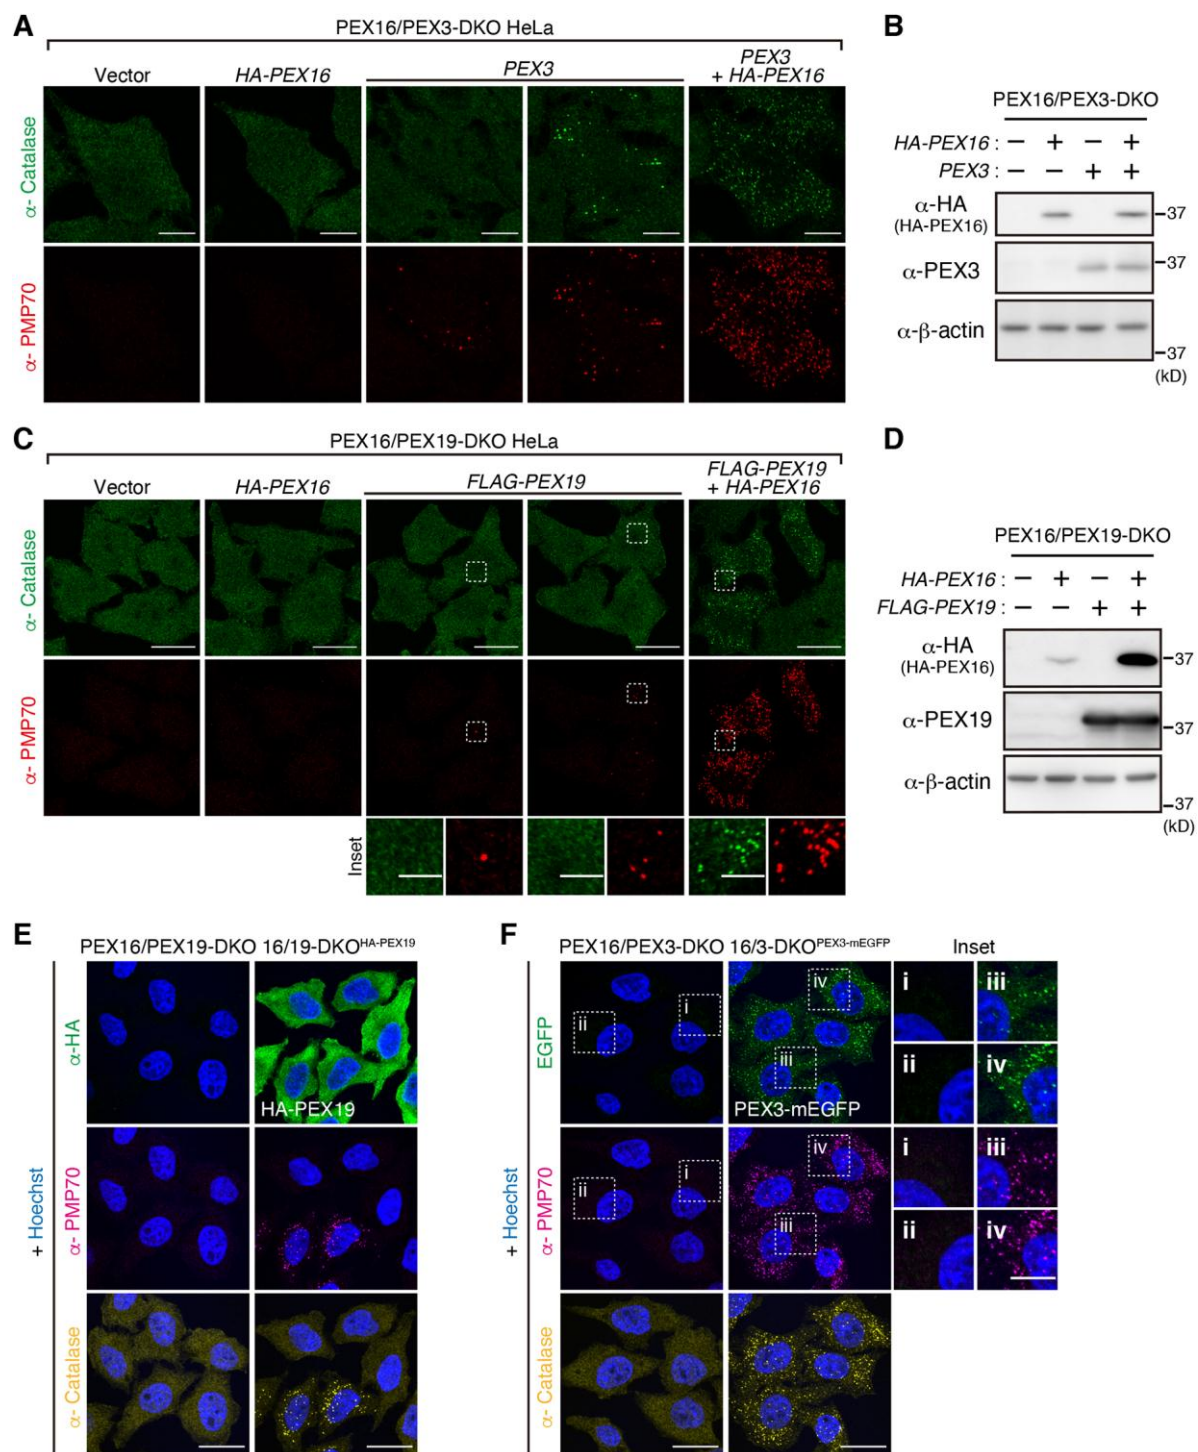 A
PEX16/PEX3-DKO HeLa
Vector
HA-PEX16
PEX3
PEX3
+ HA-PEX16
α- Catalase
α- PMP70
B
PEX16/PEX3-DKO
HA-PEX16 : − + − +
PEX3 : − − + +
α-HA
(HA-PEX16)
-37
α-PEX3
-37
α-β-actin
-37
(kD)
C
PEX16/PEX19-DKO HeLa
Vector
HA-PEX16
FLAG-PEX19
FLAG-PEX19
+ HA-PEX16
α- Catalase
α- PMP70
Inset
D
PEX16/PEX19-DKO
HA-PEX16 : − + − +
FLAG-PEX19 : − − + +
α-HA
(HA-PEX16)
-37
α-PEX19
-37
α-β-actin
-37
(kD)
E
PEX16/PEX19-DKO 16/19-DKO^HA-PEX19
+ Hoechst
α-HA
HA-PEX19
α- PMP70
α- Catalase
F
PEX16/PEX3-DKO 16/3-DKO^PEX3-mEGFP
Inset
+ Hoechst
EGFP
i
ii
iv
iii
PEX3-mEGFP
i
iii
ii
iv
α- PMP70
i
ii
iv
iii
i
iii
ii
iv
α- Catalase